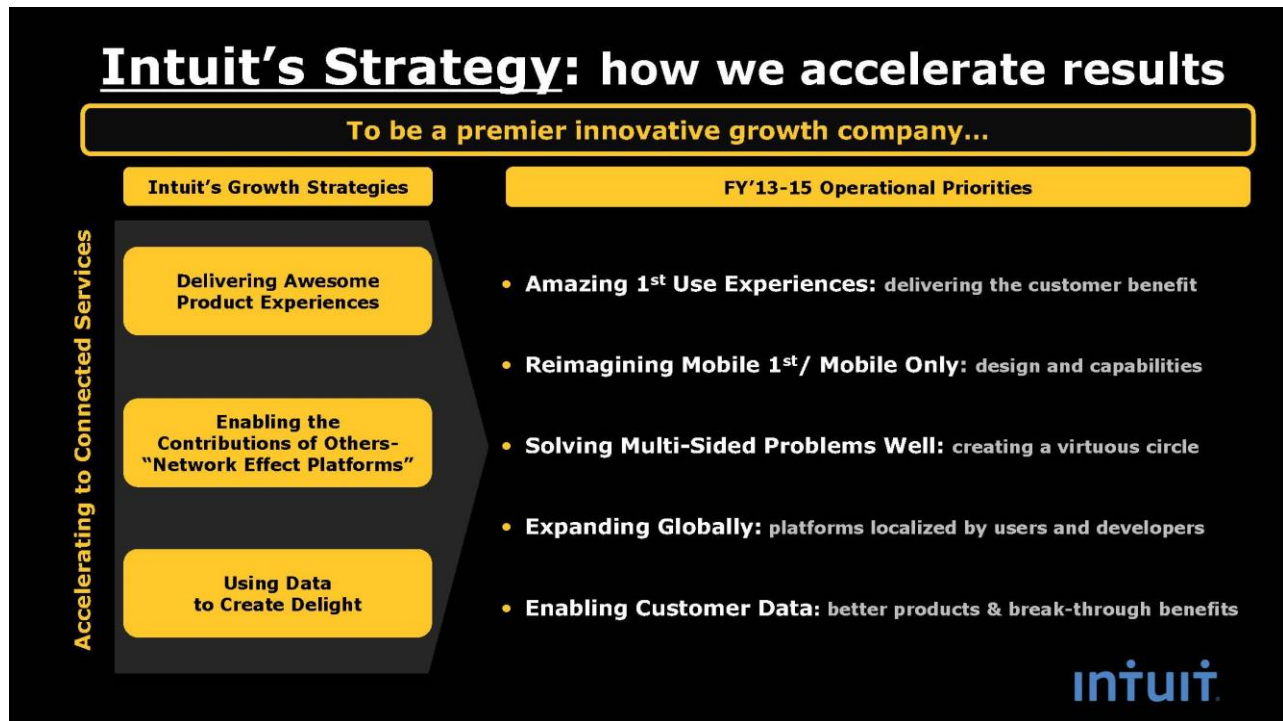 Intuit’s Strategy: how we accelerate results
To be a premier innovative growth company...
Intuit’s Growth Strategies
FY’13-15 Operational Priorities
Accelerating to Connected Services
Delivering Awesome
Product Experiences
Enabling the
Contributions of Others-
“Network Effect Platforms”
Using Data
to Create Delight
• Amazing 1st Use Experiences: delivering the customer benefit
• Reimagining Mobile 1st/ Mobile Only: design and capabilities
• Solving Multi-Sided Problems Well: creating a virtuous circle
• Expanding Globally: platforms localized by users and developers
• Enabling Customer Data: better products & break-through benefits
intuit.